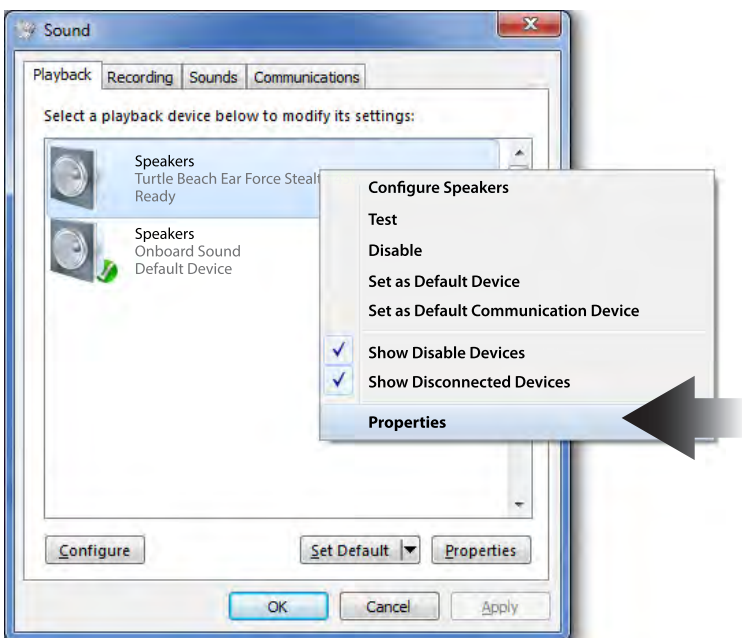 Sound
Playback Recording Sounds Communications
Select a playback device below to modify its settings:
Speakers
Turtle Beach Ear Force
Ready
Speakers
Onboard Sound
Default Device
Configure Speakers
Test
Disable
Set as Default Device
Set as Default Communication Device
Show Disable Devices
Show Disconnected Devices
Properties
Configure Set Default Properties
OK Cancel Apply